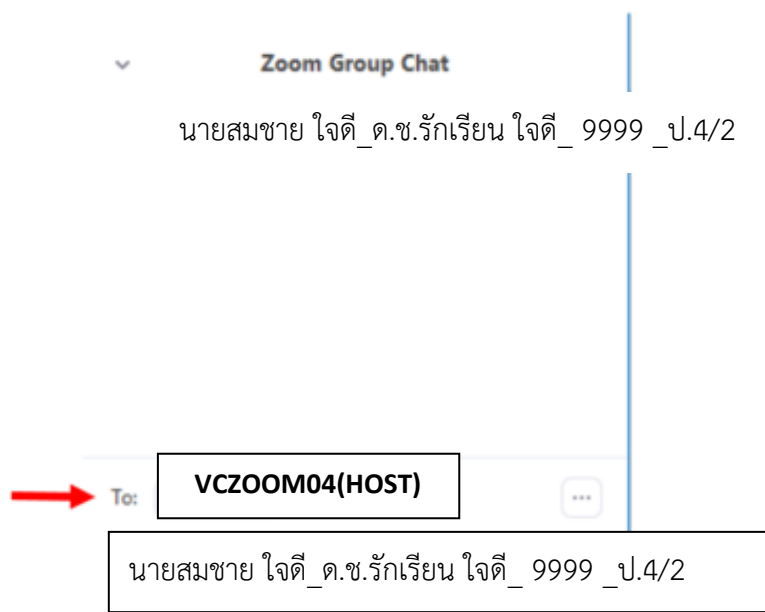 Zoom Group Chat
นายสมชาย ใจดี_ด.ช.รักเรียน ใจดี_ 9999 _ป.4/2
To: VCZOOM04(HOST)
นายสมชาย ใจดี_ด.ช.รักเรียน ใจดี_ 9999 _ป.4/2